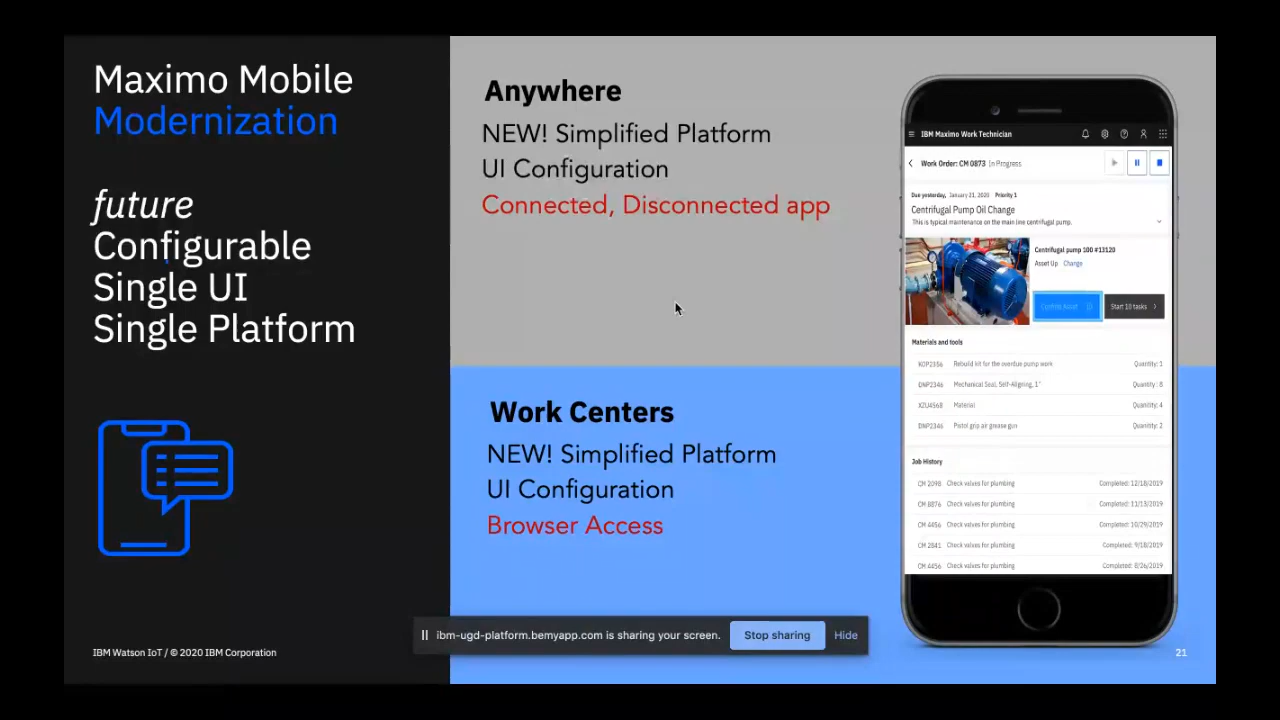 Maximo Mobile
Modernization
future
Configurable
Single UI
Single Platform
IBM Watson IoT / © 2020 IBM Corporation
Anywhere
NEW! Simplified Platform
UI Configuration
Connected, Disconnected app
Work Centers
NEW! Simplified Platform
UI Configuration
Browser Access
IBM Maximo Work Technician
Work Order: CM 0873 In Progress
Due yesterday, January 21, 2020 Priority 1
Centrifugal Pump Oil Change
This is typical maintenance on the main line centrifugal pump.
Centrifugal pump 100 #13120
Asset Up Change
Start 10 tasks
Materials and tools
Rebuild kit for the overdue pump work Quantity: 1
DNP2346 Mechanical Seal, Self-Aligning, 1" Quantity: 8
XZU4568 Material Quantity: 4
DNP2346 Pistol grip air grease gun Quantity: 2
Job History
CM 2098 Check valves for plumbing Completed: 12/18/2019
CM 8876 Check valves for plumbing Completed: 11/13/2019
CM 4456 Check valves for plumbing Completed: 10/29/2019
CM 2841 Check valves for plumbing Completed: 9/18/2019
CM 4456 Check valves for plumbing Completed: 8/26/2019
ibm-ugd-platform.bemyapp.com is sharing your screen. Stop sharing Hide
21